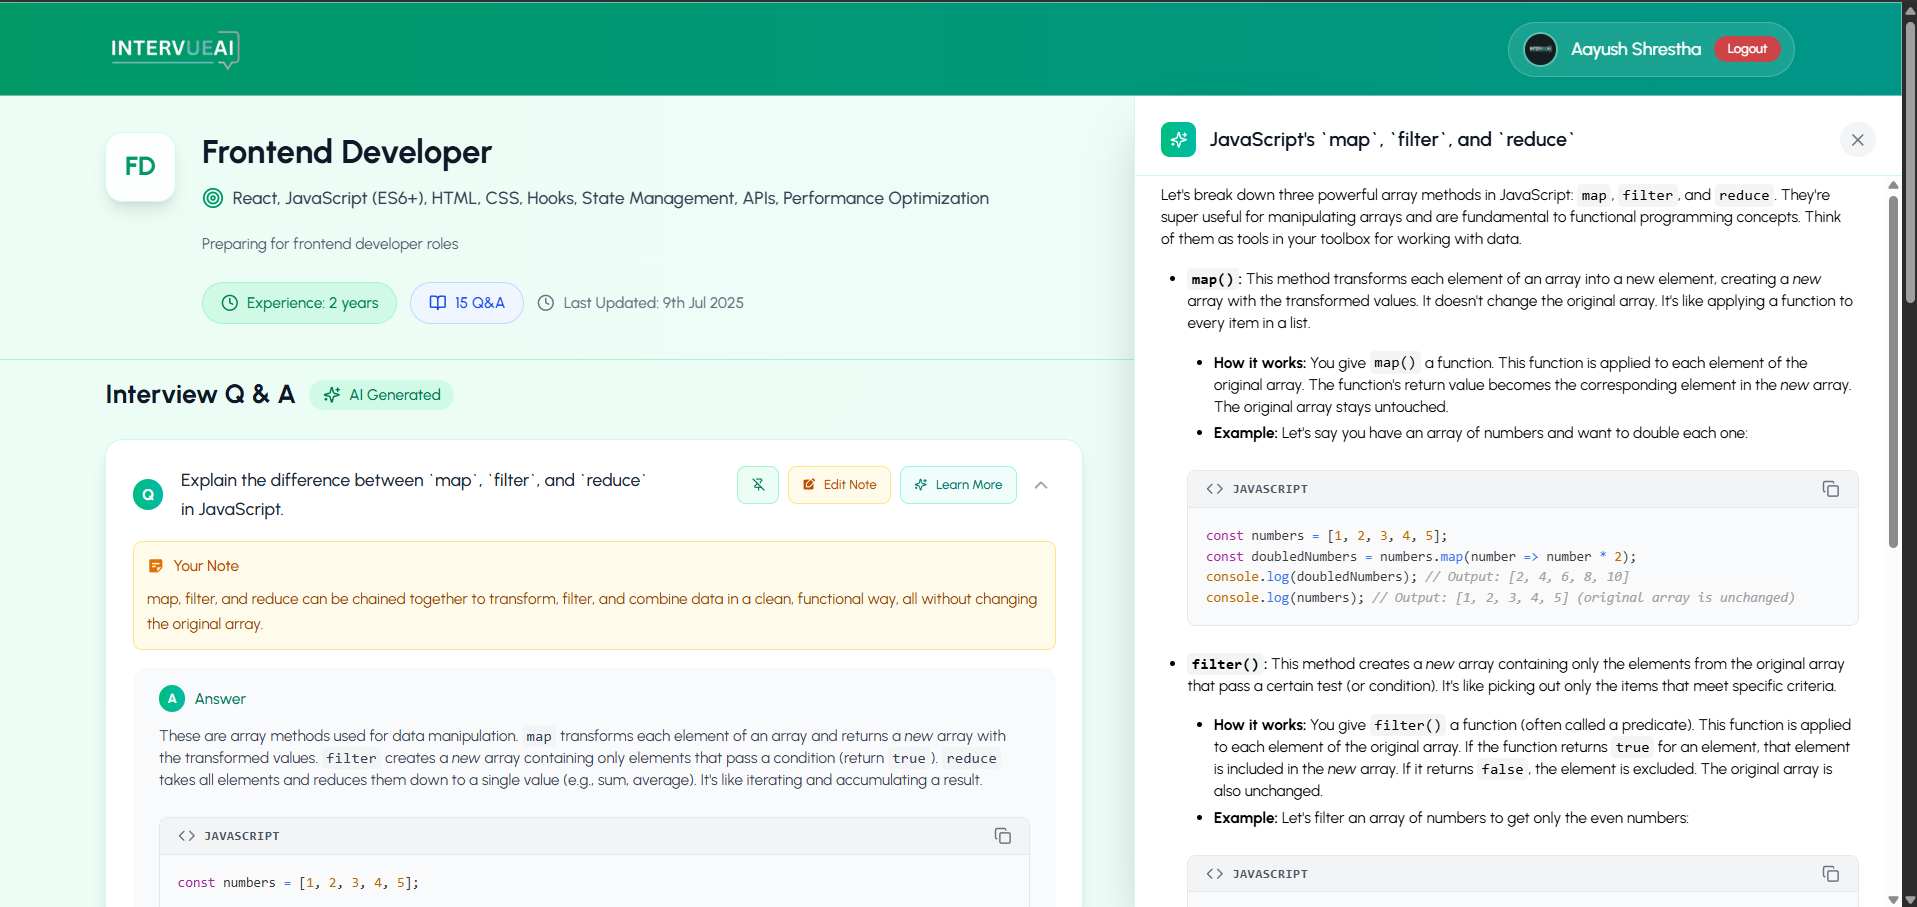 INTERVUEAI
Aayush Shrestha
Logout
FD
Frontend Developer
React, JavaScript (ES6+), HTML, CSS, Hooks, State Management, APIs, Performance Optimization
Preparing for frontend developer roles
Experience: 2 years
15 Q&A
Last Updated: 9th Jul 2025
Interview Q & A
AI Generated
Q
Explain the difference between `map`, `filter`, and `reduce`
in JavaScript.
Edit Note
Learn More
Your Note
map, filter, and reduce can be chained together to transform, filter, and combine data in a clean, functional way, all without changing
the original array.
A
Answer
These are array methods used for data manipulation. map transforms each element of an array and returns a new array with
the transformed values. filter creates a new array containing only elements that pass a condition (return true ). reduce
takes all elements and reduces them down to a single value (e.g., sum, average). It's like iterating and accumulating a result.
<> JAVASCRIPT
const numbers = [1, 2, 3, 4, 5];
JavaScript's `map`, `filter`, and `reduce`
Let's break down three powerful array methods in JavaScript: map , filter , and reduce . They're
super useful for manipulating arrays and are fundamental to functional programming concepts. Think
of them as tools in your toolbox for working with data.
• map() : This method transforms each element of an array into a new element, creating a new
array with the transformed values. It doesn't change the original array. It's like applying a function to
every item in a list.
• How it works: You give map() a function. This function is applied to each element of the
original array. The function's return value becomes the corresponding element in the new array.
The original array stays untouched.
• Example: Let's say you have an array of numbers and want to double each one:
<> JAVASCRIPT
const numbers = [1, 2, 3, 4, 5];
const doubledNumbers = numbers.map(number => number * 2);
console.log(doubledNumbers); // Output: [2, 4, 6, 8, 10]
console.log(numbers); // Output: [1, 2, 3, 4, 5] (original array is unchanged)
• filter() : This method creates a new array containing only the elements from the original array
that pass a certain test (or condition). It's like picking out only the items that meet specific criteria.
• How it works: You give filter() a function (often called a predicate). This function is applied
to each element of the original array. If the function returns true for an element, that element
is included in the new array. If it returns false , the element is excluded. The original array is
also unchanged.
• Example: Let's filter an array of numbers to get only the even numbers:
<> JAVASCRIPT